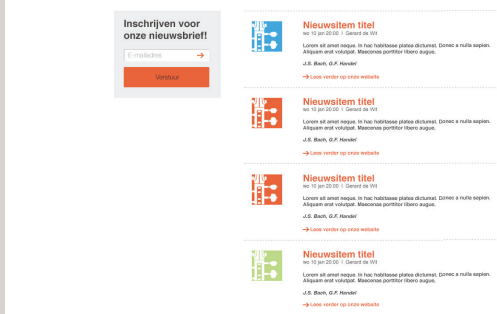 Inschrijven voor
onze nieuwsbrief!
E-mailadres
Verstuur
Nieuwsitem titel
wo 10 jan 20:00 | Gerard de Wit
Lorem sit amet neque. In hac habitasse platea dictumst. Donec a nulla sapien.
Aliquam erat volutpat. Maecenas porttitor libero augue.
J.S. Bach, G.F. Handel
Lees verder op onze website
Nieuwsitem titel
wo 10 jan 20:00 | Gerard de Wit
Lorem sit amet neque. In hac habitasse platea dictumst. Donec a nulla sapien.
Aliquam erat volutpat. Maecenas porttitor libero augue.
J.S. Bach, G.F. Handel
Lees verder op onze website
Nieuwsitem titel
wo 10 jan 20:00 | Gerard de Wit
Lorem sit amet neque. In hac habitasse platea dictumst. Donec a nulla sapien.
Aliquam erat volutpat. Maecenas porttitor libero augue.
J.S. Bach, G.F. Handel
Lees verder op onze website
Nieuwsitem titel
wo 10 jan 20:00 | Gerard de Wit
Lorem sit amet neque. In hac habitasse platea dictumst. Donec a nulla sapien.
Aliquam erat volutpat. Maecenas porttitor libero augue.
J.S. Bach, G.F. Handel
Lees verder op onze website